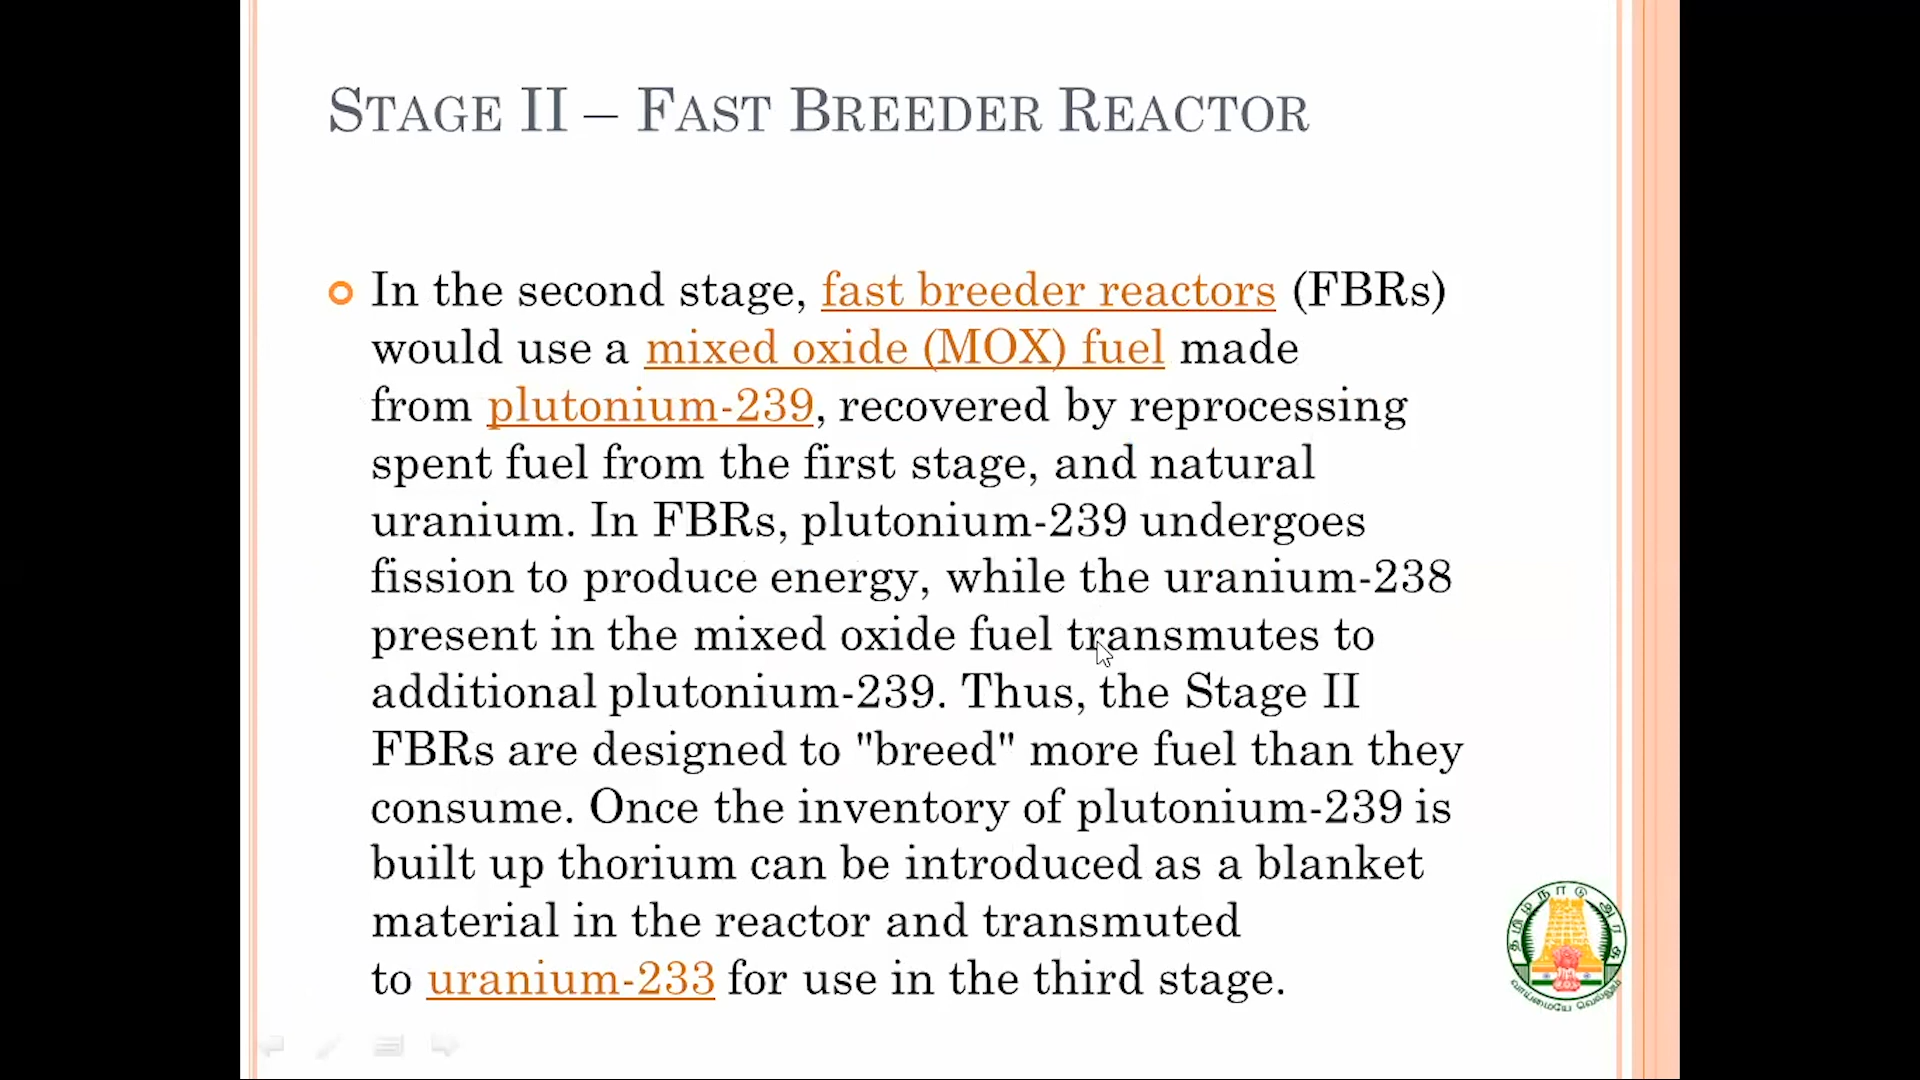 STAGE II – FAST BREEDER REACTOR
In the second stage, fast breeder reactors (FBRs)
would use a mixed oxide (MOX) fuel made
from plutonium-239, recovered by reprocessing
spent fuel from the first stage, and natural
uranium. In FBRs, plutonium-239 undergoes
fission to produce energy, while the uranium-238
present in the mixed oxide fuel transmutes to
additional plutonium-239. Thus, the Stage II
FBRs are designed to "breed" more fuel than they
consume. Once the inventory of plutonium-239 is
built up thorium can be introduced as a blanket
material in the reactor and transmuted
to uranium-233 for use in the third stage.
தமிழ்நாடு அரசு
வாய்மையே வெல்லும்